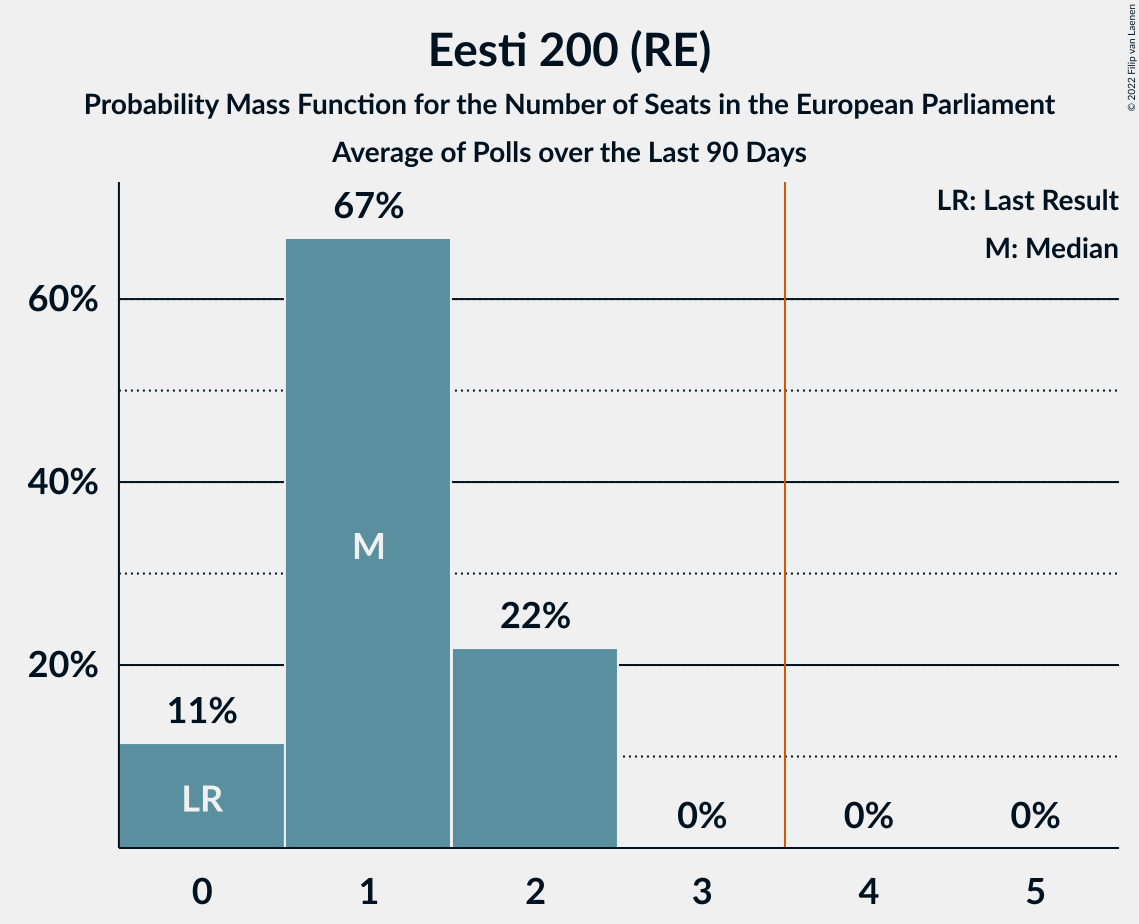 Eesti 200 (RE)
Probability Mass Function for the Number of Seats in the European Parliament
Average of Polls over the Last 90 Days
© 2022 Filip van Laenen
LR: Last Result
M: Median
67%
60%
40%
M
22%
20%
11%
LR
0%
0%
0%
0
1
2
3
4
5